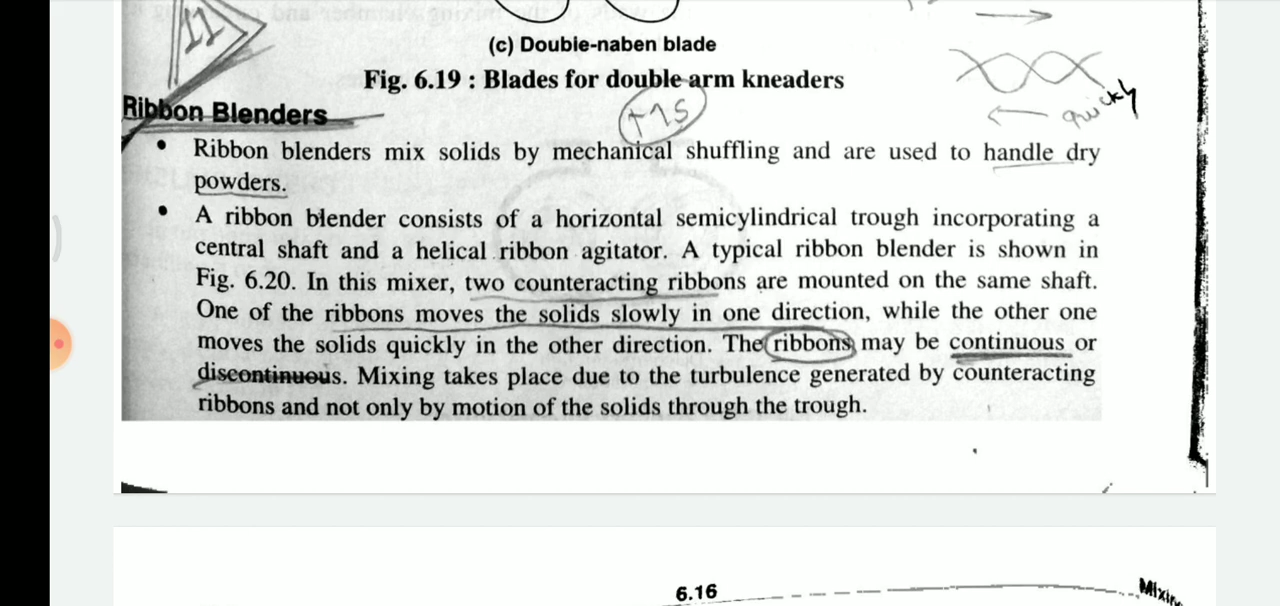 11
(c) Doubie-naben blade
Fig. 6.19 : Blades for double arm kneaders
quickly
Ribbon Blenders
Ribbon blenders mix solids by mechanical shuffling and are used to handle dry
powders.
A ribbon blender consists of a horizontal semicylindrical trough incorporating a
central shaft and a helical ribbon agitator. A typical ribbon blender is shown in
Fig. 6.20. In this mixer, two counteracting ribbons are mounted on the same shaft.
One of the ribbons moves the solids slowly in one direction, while the other one
moves the solids quickly in the other direction. The ribbons may be continuous or
discontinuous. Mixing takes place due to the turbulence generated by counteracting
ribbons and not only by motion of the solids through the trough.
6.16